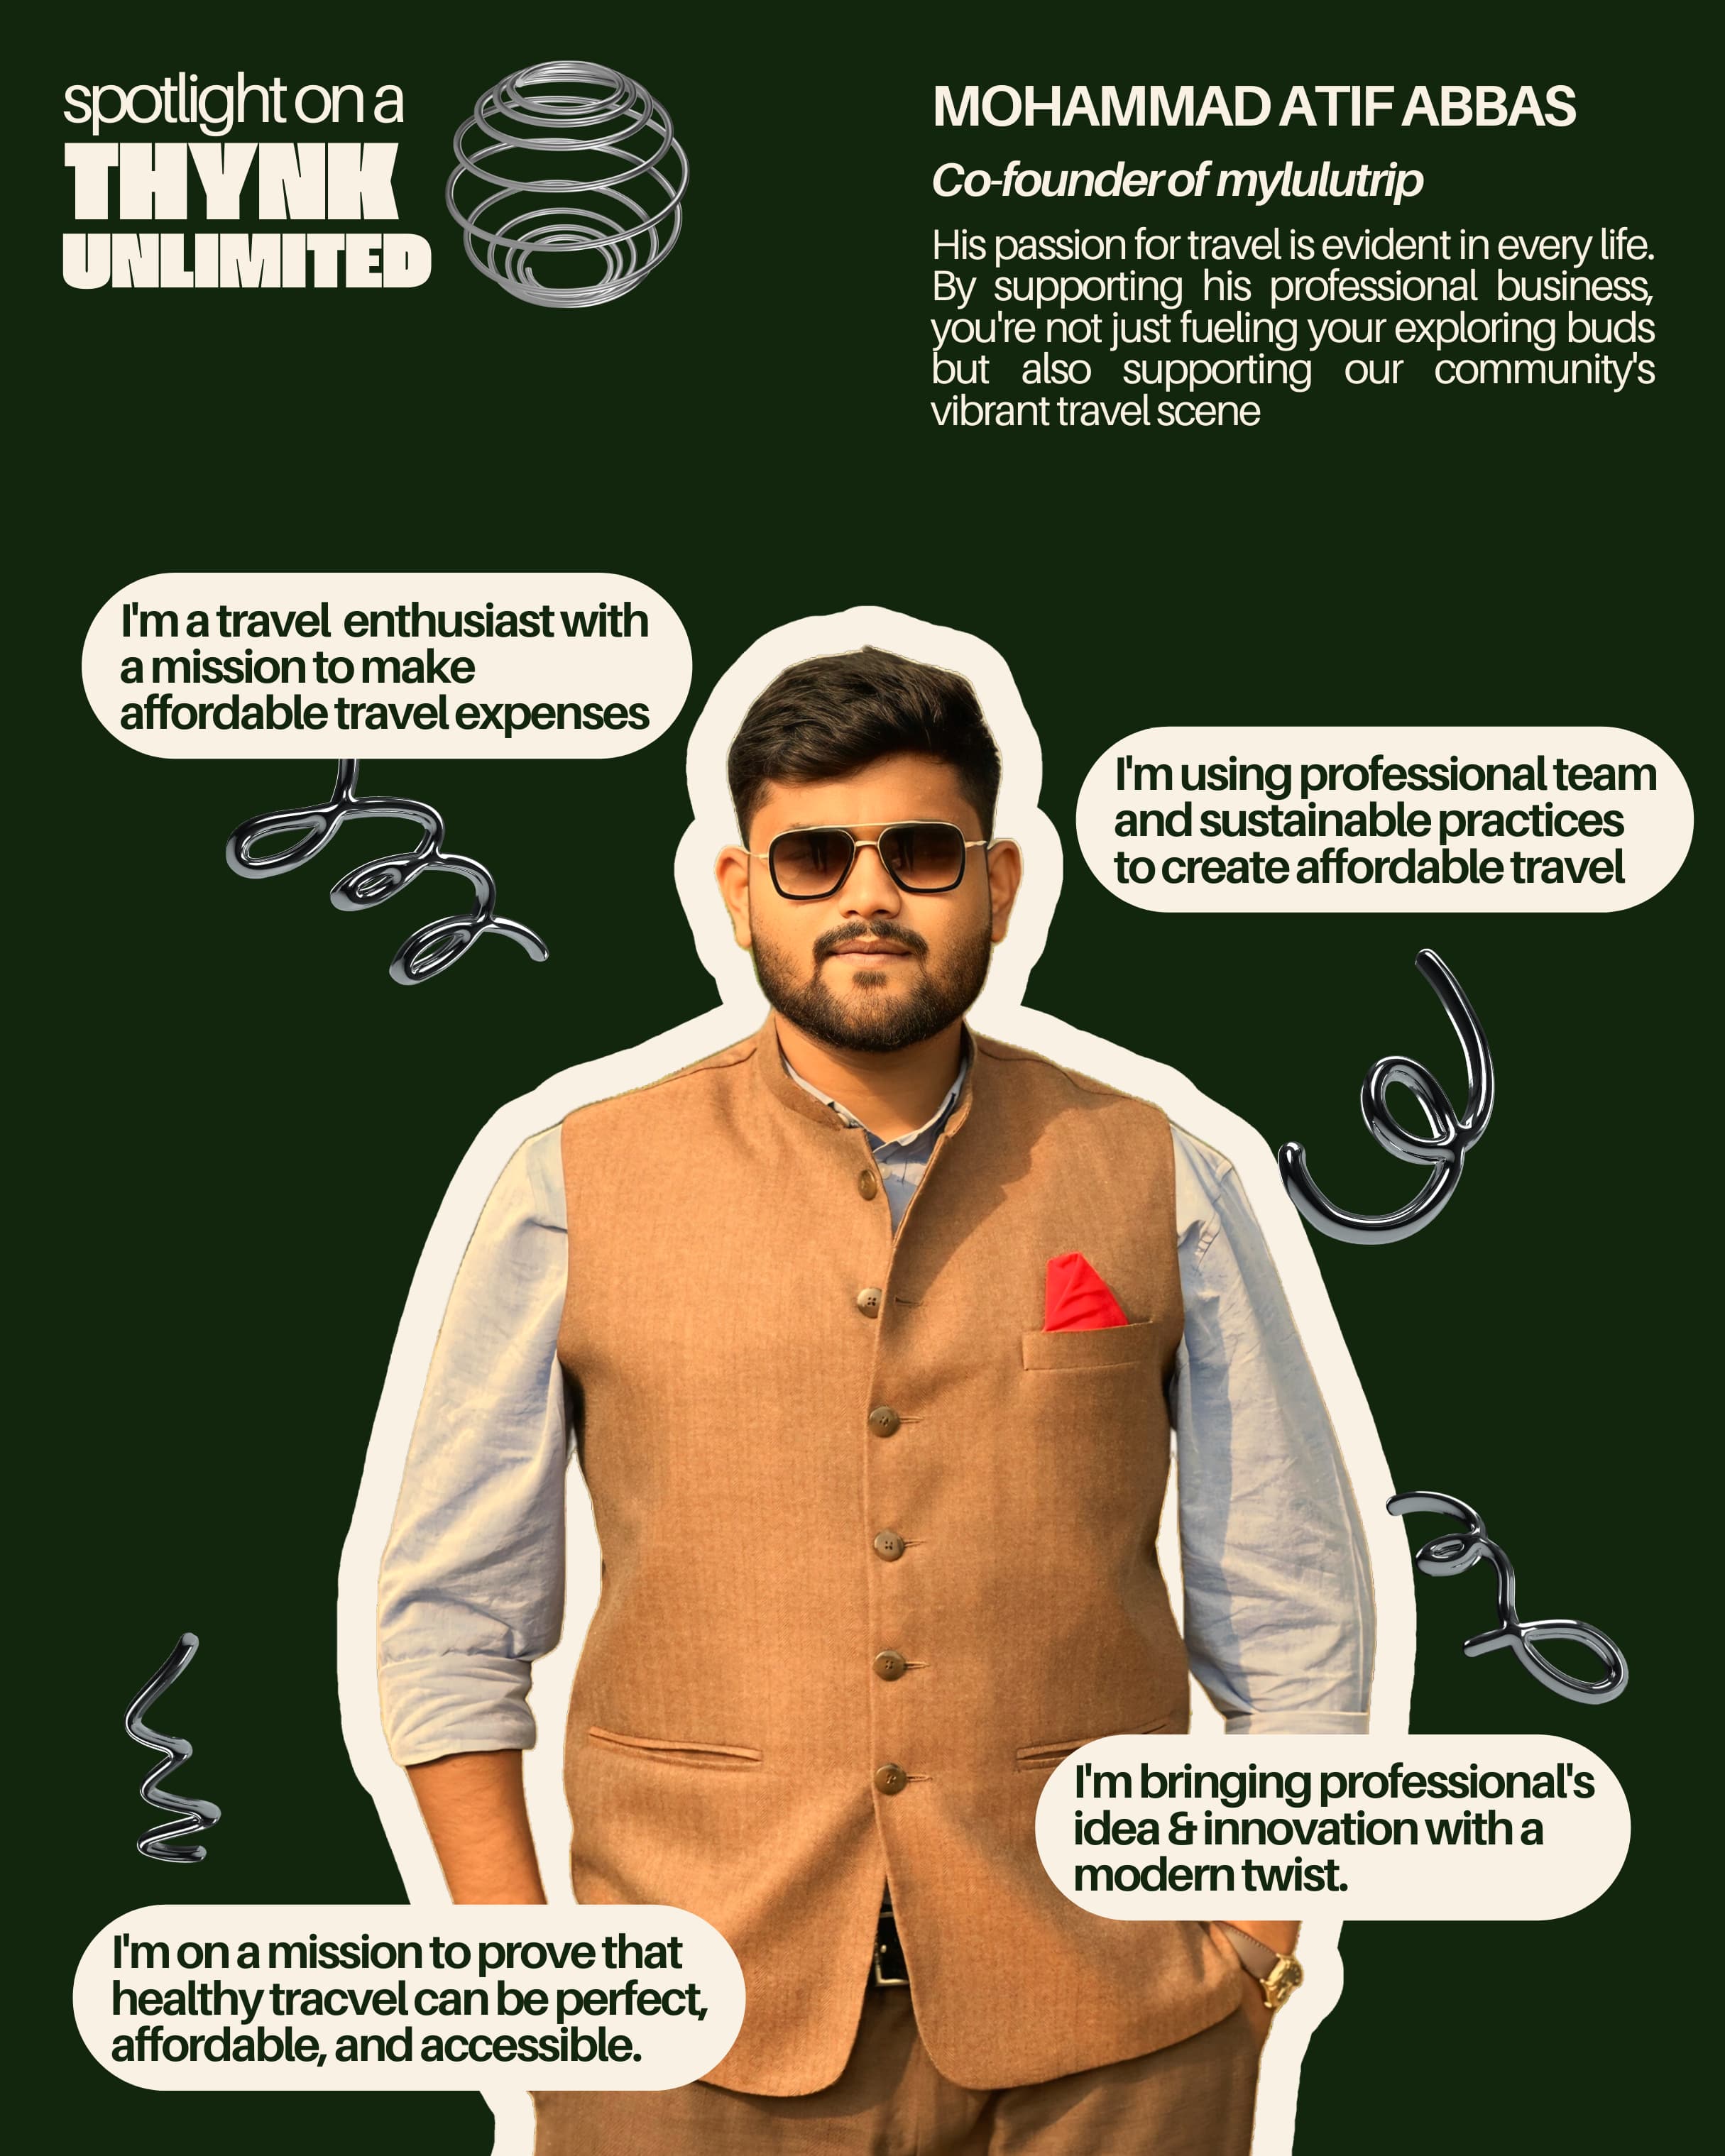 spotlight on a
THYNK
UNLIMITED
MOHAMMAD ATIF ABBAS
Co-founder of mylulutrip
His passion for travel is evident in every life.
By supporting his professional business,
you're not just fueling your exploring buds
but also supporting our community's
vibrant travel scene
I'm a travel enthusiast with
a mission to make
affordable travel expenses
I'm using professional team
and sustainable practices
to create affordable travel
I'm bringing professional's
idea & innovation with a
modern twist.
I'm on a mission to prove that
healthy tracvel can be perfect,
affordable, and accessible.